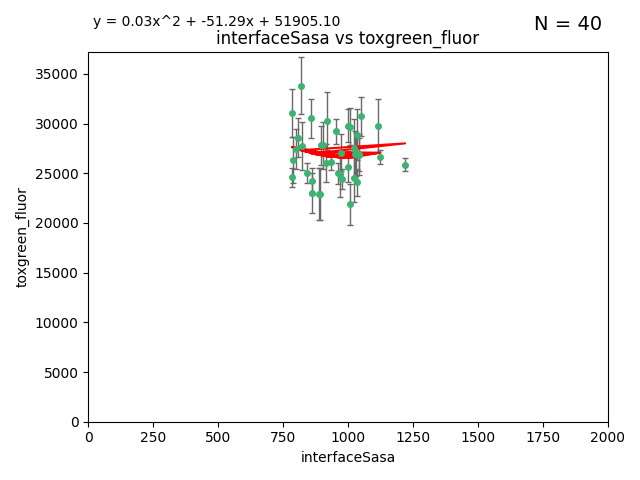 y = 0.03x^2 + -51.29x + 51905.10
N = 40
interfaceSasa vs toxgreen_fluor
35000
30000
25000
20000
15000
10000
5000
0
toxgreen_fluor
0 250 500 750 1000 1250 1500 1750 2000
interfaceSasa